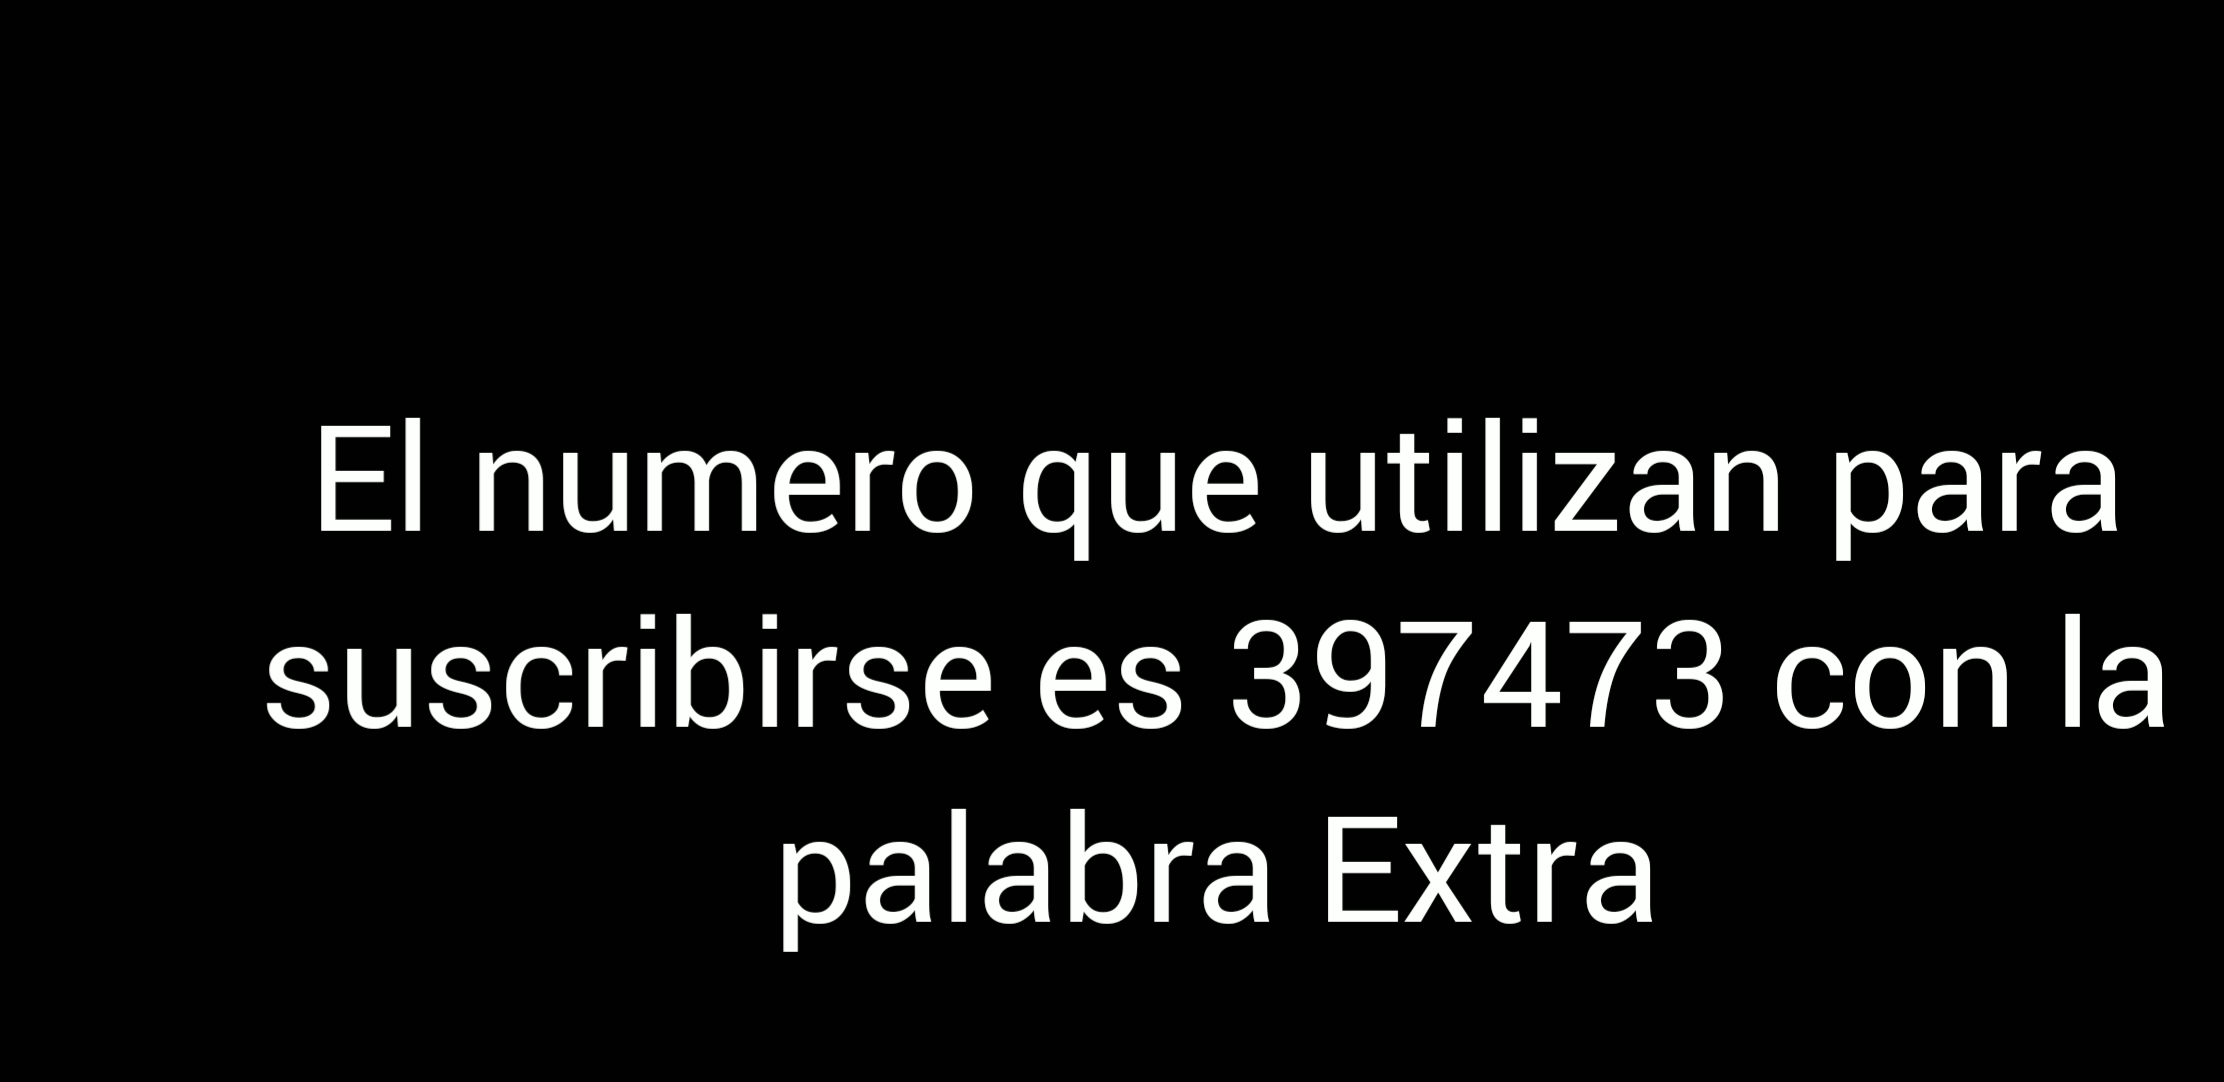 El numero que utilizan para
suscribirse es 397473 con la
palabra Extra